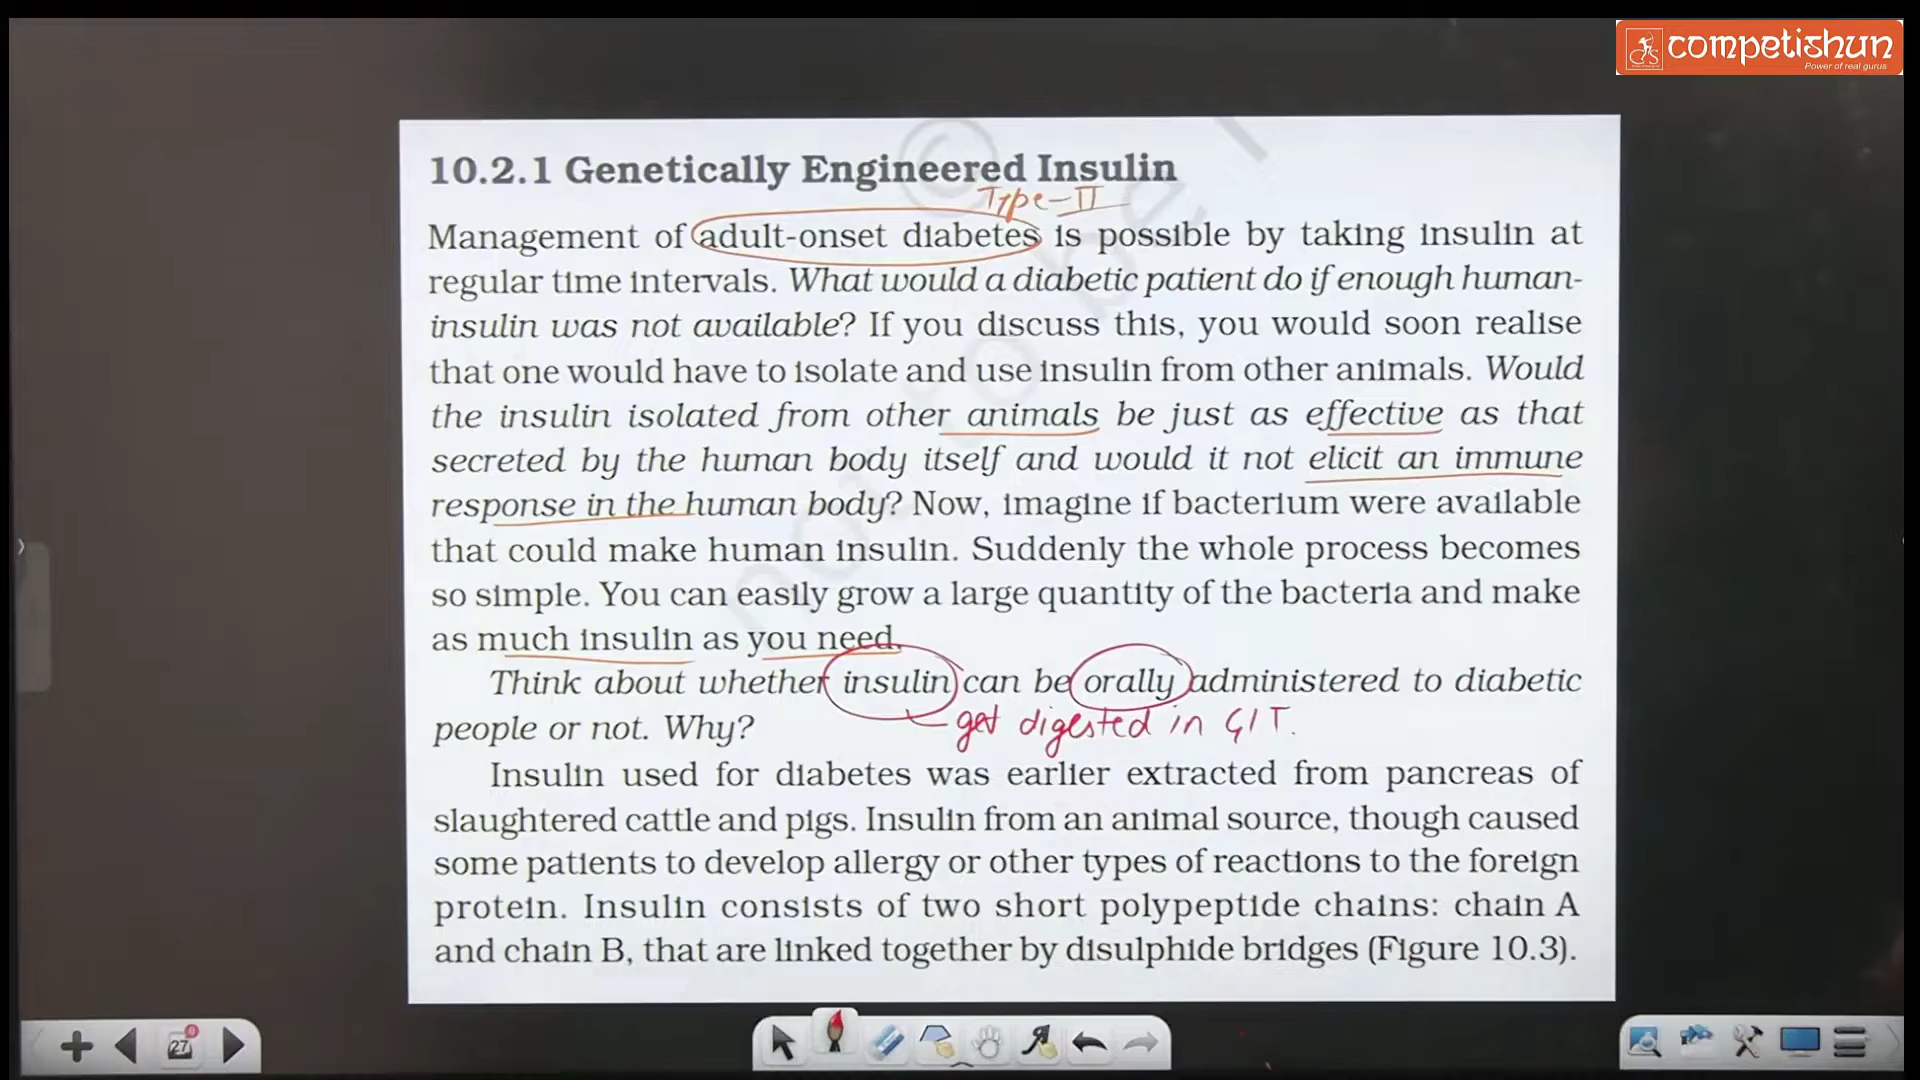 competishun
Power of real gurus
10.2.1 Genetically Engineered Insulin
Type-II
Management of adult-onset diabetes is possible by taking insulin at
regular time intervals. What would a diabetic patient do if enough human-
insulin was not available? If you discuss this, you would soon realise
that one would have to isolate and use insulin from other animals. Would
the insulin isolated from other animals be just as effective as that
secreted by the human body itself and would it not elicit an immune
response in the human body? Now, imagine if bacterium were available
that could make human insulin. Suddenly the whole process becomes
so simple. You can easily grow a large quantity of the bacteria and make
as much insulin as you need.
Think about whether insulin can be orally administered to diabetic
people or not. Why?
get digested in GIT.
Insulin used for diabetes was earlier extracted from pancreas of
slaughtered cattle and pigs. Insulin from an animal source, though caused
some patients to develop allergy or other types of reactions to the foreign
protein. Insulin consists of two short polypeptide chains: chain A
and chain B, that are linked together by disulphide bridges (Figure 10.3).
27